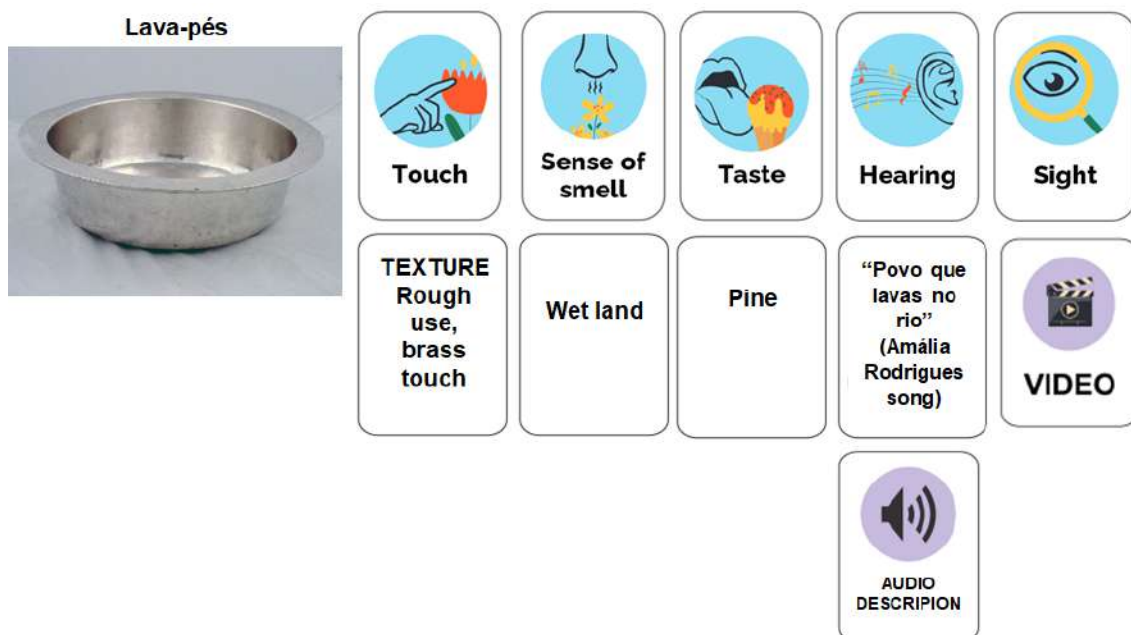 Lava-pés
Touch
Sense of
smell
Taste
Hearing
Sight
TEXTURE
Rough
use,
brass
touch
Wet land
Pine
“Povo que
lavas no
rio”
(Amália
Rodrigues
song)
VIDEO
AUDIO
DESCRIPION